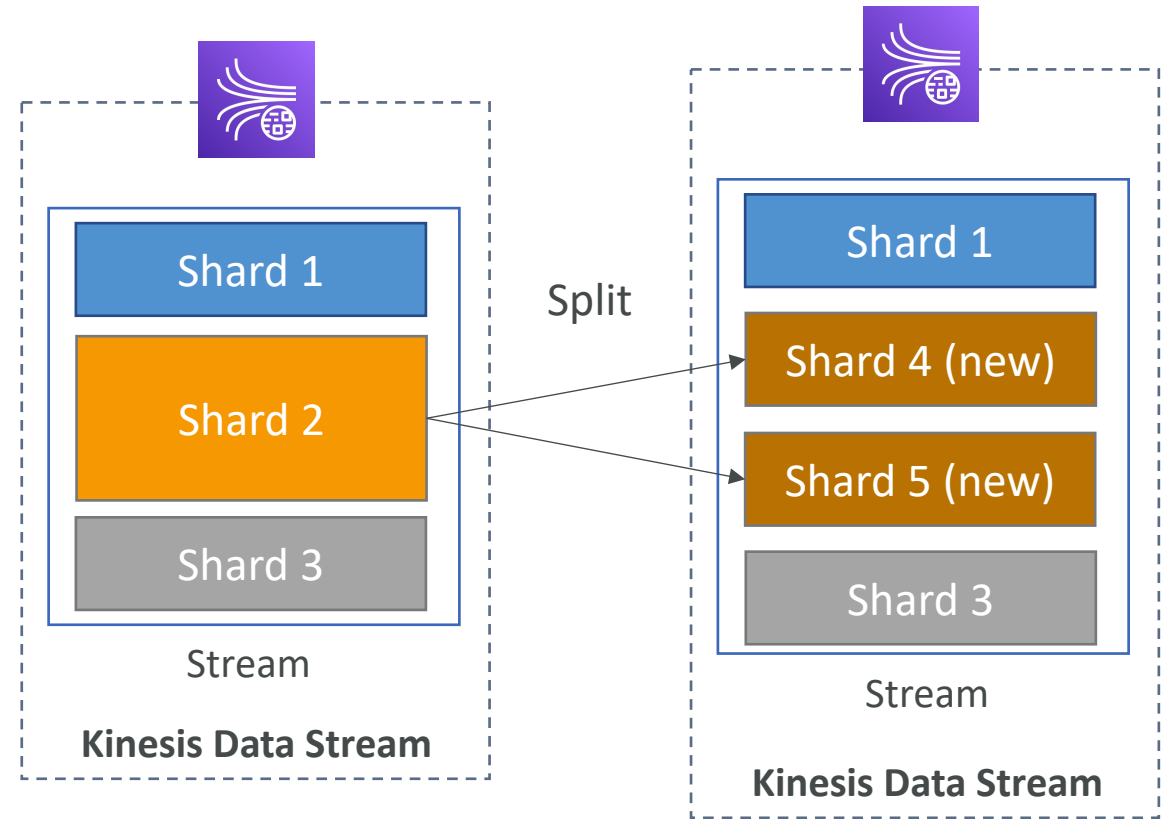 Shard 1
Shard 2
Shard 3
Stream
Kinesis Data Stream
Split
Shard 1
Shard 4 (new)
Shard 5 (new)
Shard 3
Stream
Kinesis Data Stream